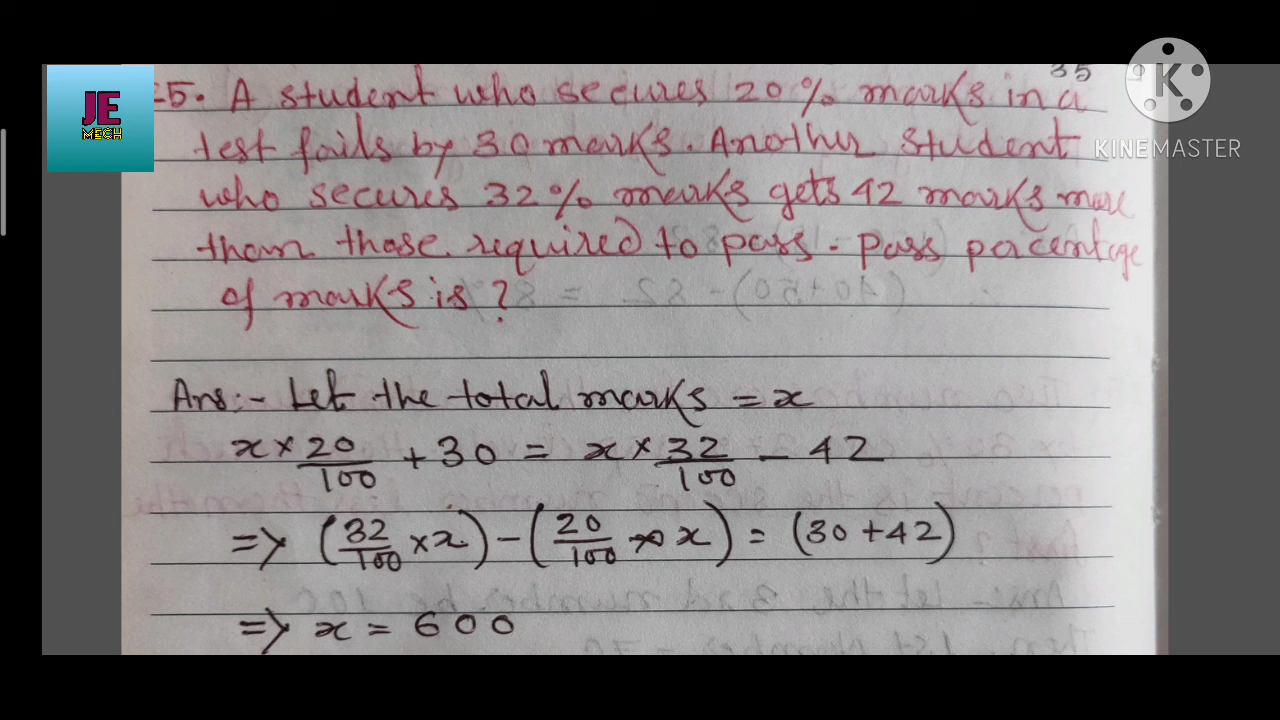 35
JE
MECH
K
KINEMASTER
25. A student who secures 20% marks in a
test fails by 30 marks. Another student
who secures 32% marks gets 42 marks more
than those required to pass. pass percentage
of marks is ?
Ans:- Let the total marks = x
x × 20/100 + 30 = x × 32/100 - 42
=> (32/100 × x) - (20/100 × x) = (30 + 42)
=> x = 600